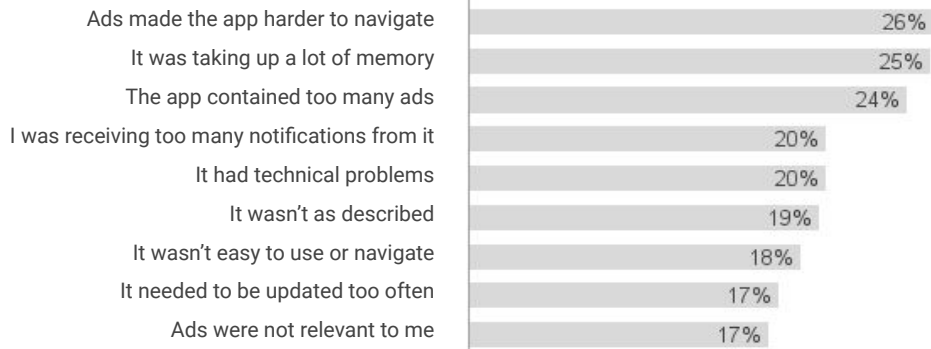 Ads made the app harder to navigate 26%
It was taking up a lot of memory 25%
The app contained too many ads 24%
I was receiving too many notifications from it 20%
It had technical problems 20%
It wasn’t as described 19%
It wasn’t easy to use or navigate 18%
It needed to be updated too often 17%
Ads were not relevant to me 17%